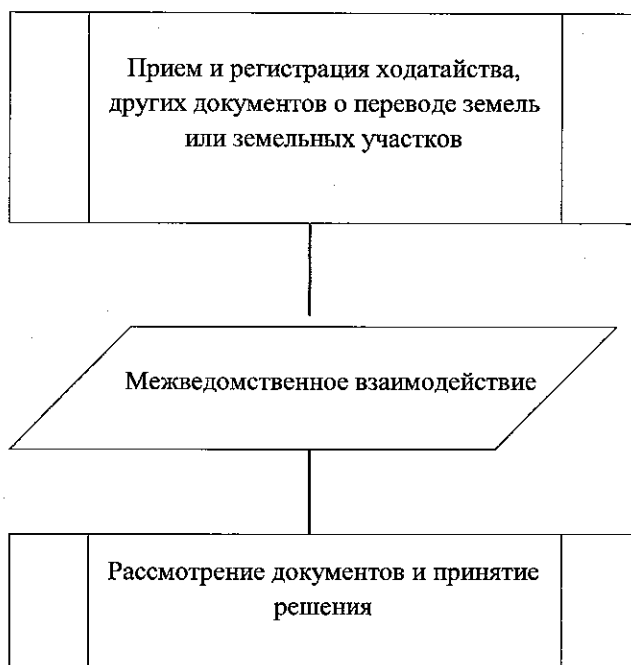 Прием и регистрация ходатайства,
других документов о переводе земель
или земельных участков
Межведомственное взаимодействие
Рассмотрение документов и принятие
решения